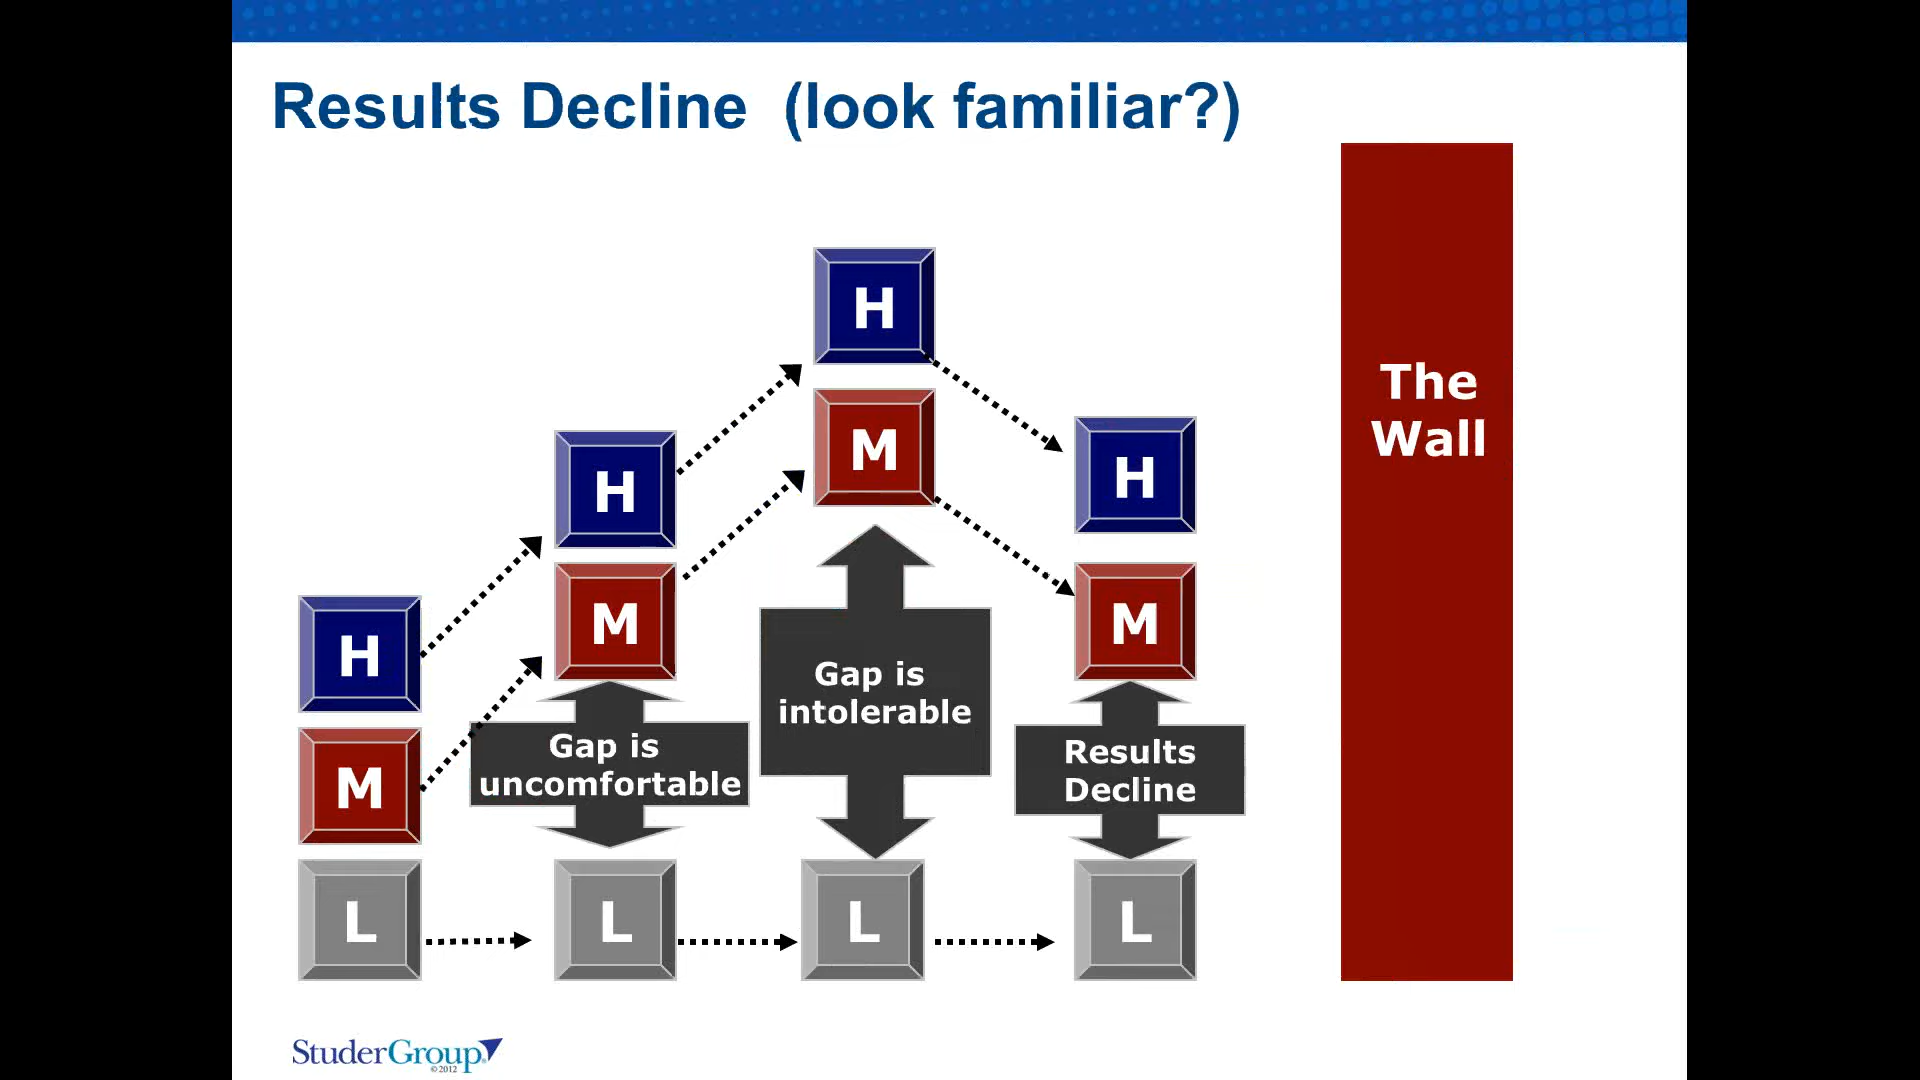 Results Decline (look familiar?)
The
Wall
H
M
H
H
M
H
M
M
Gap is
intolerable
Gap is
uncomfortable
Results
Decline
L
L
L
L
StuderGroup
©2012